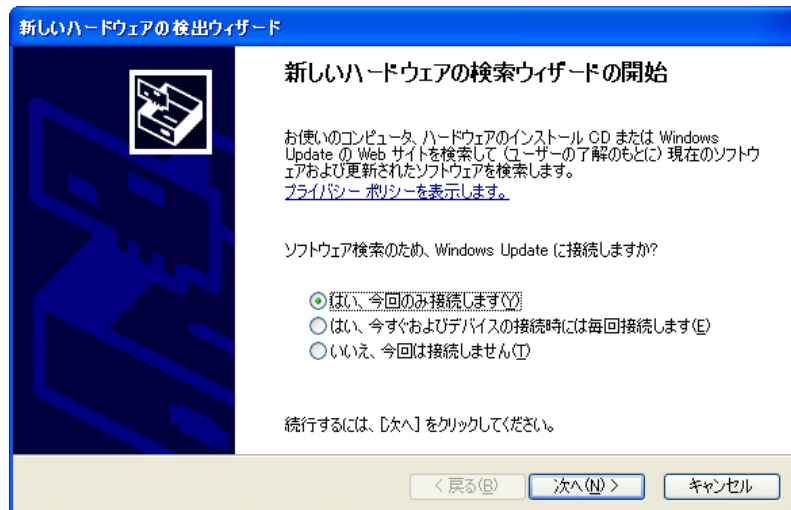 新しいハードウェアの検出ウィザード
新しいハードウェアの検索ウィザードの開始
お使いのコンピュータ、ハードウェアのインストール CD または Windows
Update の Web サイトを検索して (ユーザーの了解のもとに) 現在のソフトウ
ェアおよび更新されたソフトウェアを検索します。
プライバシー ポリシーを表示します。
ソフトウェア検索のため、Windows Update に接続しますか?
はい、今回のみ接続します(Y)
はい、今すぐおよびデバイスの接続時には毎回接続します(E)
いいえ、今回は接続しません(T)
続行するには、[次へ] をクリックしてください。
< 戻る(B)
次へ(N) >
キャンセル